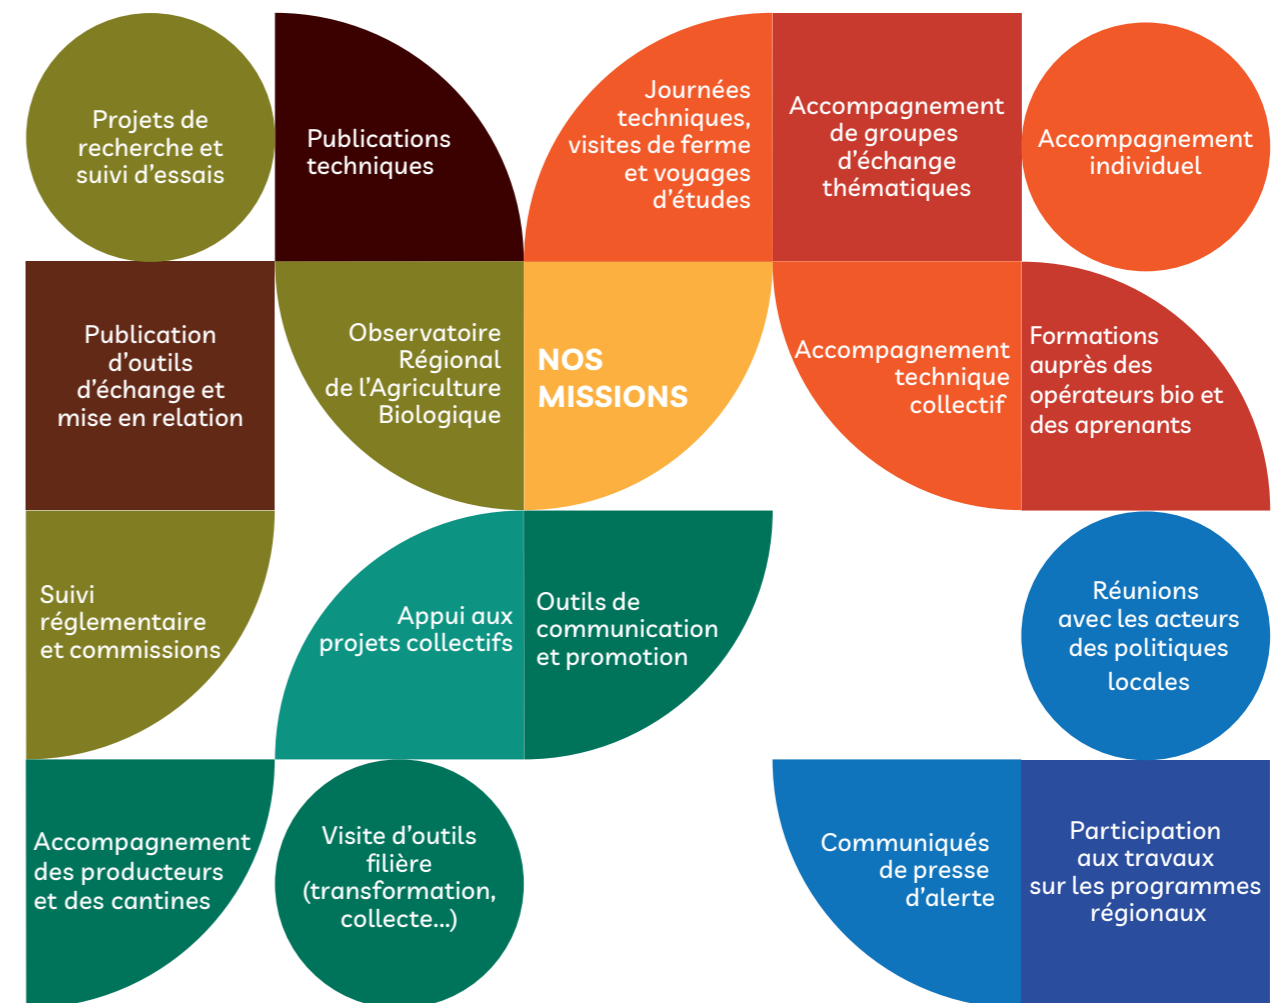 Projets de
recherche et
suivi d'essais
Publications
techniques
Journées
techniques,
visites de ferme
et voyages
d'études
Accompagnement
de groupes
d'échange
thématiques
Accompagnement
individuel
Publication
d'outils
d'échange et
mise en relation
Observatoire
Régional
de l'Agriculture
Biologique
NOS
MISSIONS
Accompagnement
technique
collectif
Formations
auprès des
opérateurs bio et
des aprenants
Suivi
réglementaire
et commissions
Appui aux
projets collectifs
Outils de
communication
et promotion
Réunions
avec les acteurs
des politiques
locales
Accompagnement
des producteurs
et des cantines
Visite d'outils
filière
(transformation,
collecte...)
Communiqués
de presse
d'alerte
Participation
aux travaux
sur les programmes
régionaux